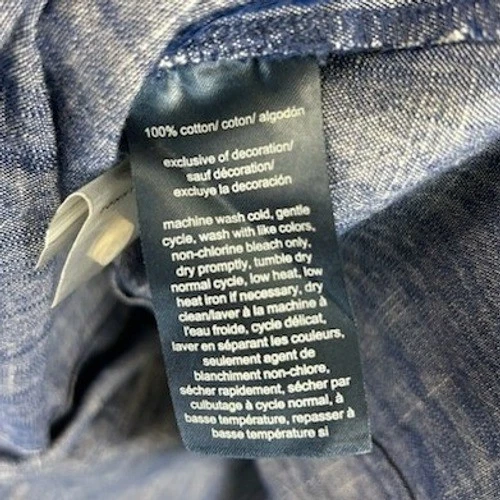 100% cotton/ coton/ algodón
exclusive of decoration/
sauf décoration/
excluye la decoración
machine wash cold, gentle
cycle, wash with like colors,
non-chlorine bleach only,
dry promptly, tumble dry
normal cycle, low heat, low
heat iron if necessary, dry
clean/laver à la machine à
l'eau froide, cycle délicat,
laver en séparant les couleurs,
seulement agent de
blanchiment non-chlore,
sécher rapidement, sécher par
culbutage à cycle normal, à
basse température, repasser à
basse température si